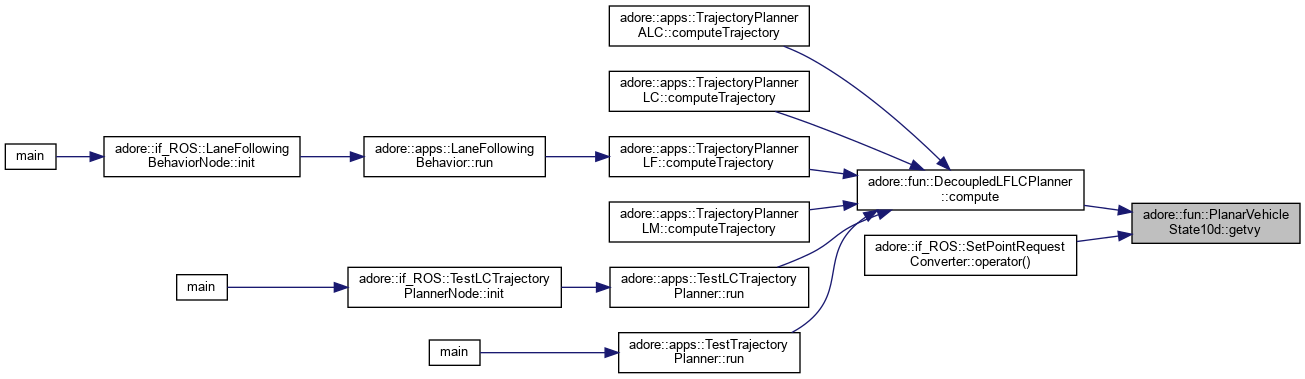 adore::apps::TrajectoryPlanner
ALC::computeTrajectory
adore::apps::TrajectoryPlanner
LC::computeTrajectory
main
adore::if_ROS::LaneFollowing
BehaviorNode::init
adore::apps::LaneFollowing
Behavior::run
adore::apps::TrajectoryPlanner
LF::computeTrajectory
adore::fun::DecoupledLFLCPlanner
::compute
adore::fun::PlanarVehicle
State10d::getvy
adore::apps::TrajectoryPlanner
LM::computeTrajectory
adore::if_ROS::SetPointRequest
Converter::operator()
main
adore::if_ROS::TestLCTrajectory
PlannerNode::init
adore::apps::TestLCTrajectory
Planner::run
main
adore::apps::TestTrajectory
Planner::run